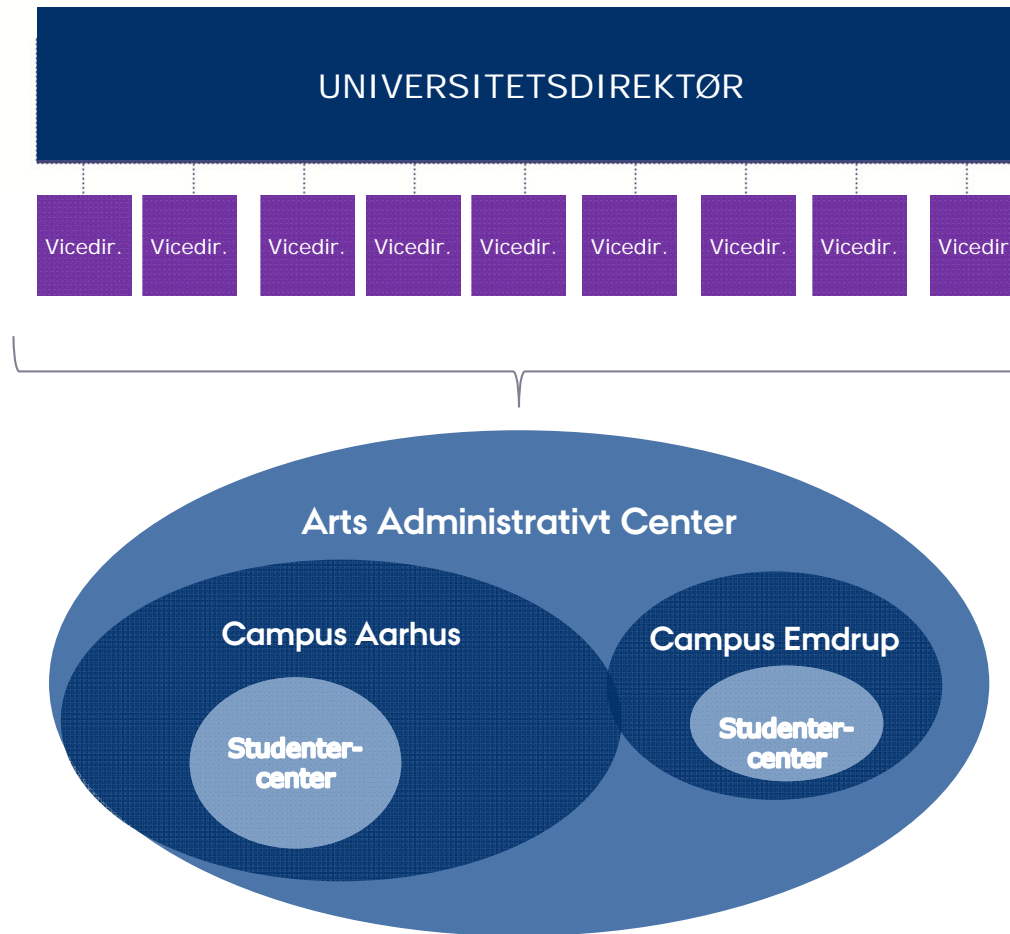 UNIVERSITETSDIREKTØR
Vicedir. Vicedir. Vicedir. Vicedir. Vicedir. Vicedir. Vicedir. Vicedir. Vicedir
Arts Administrativt Center
Campus Aarhus
Campus Emdrup
Studenter-
center
Studenter-
center